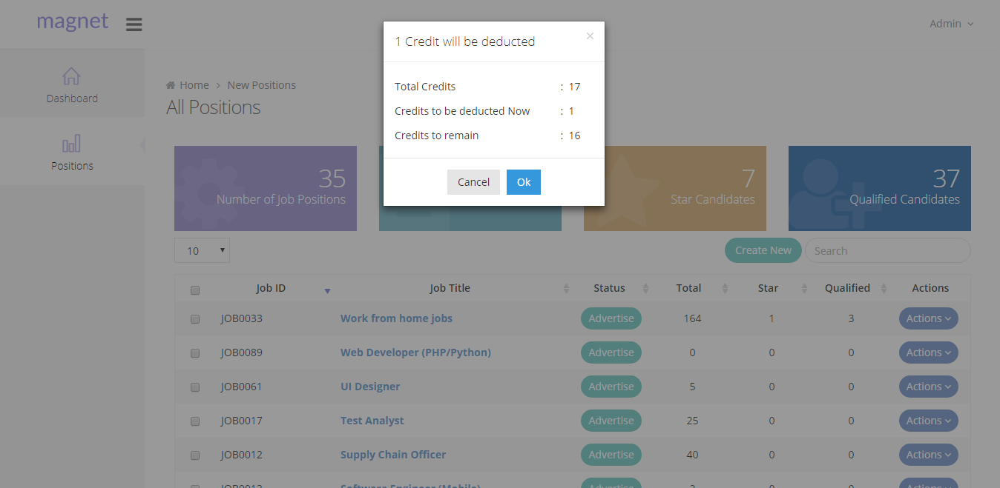 magnet
Admin
1 Credit will be deducted
×
Total Credits : 17
Credits to be deducted Now : 1
Credits to remain : 16
Cancel Ok
Dashboard
Positions
Home > New Positions
All Positions
35
Number of Job Positions
7
Star Candidates
37
Qualified Candidates
10
Create New
Search
Job ID Job Title Status Total Star Qualified Actions
JOB0033 Work from home jobs Advertise 164 1 3 Actions
JOB0089 Web Developer (PHP/Python) Advertise 0 0 0 Actions
JOB0061 UI Designer Advertise 5 0 0 Actions
JOB0017 Test Analyst Advertise 25 0 0 Actions
JOB0012 Supply Chain Officer Advertise 40 0 0 Actions
Software Engineer (Mobile) Advertise Actions